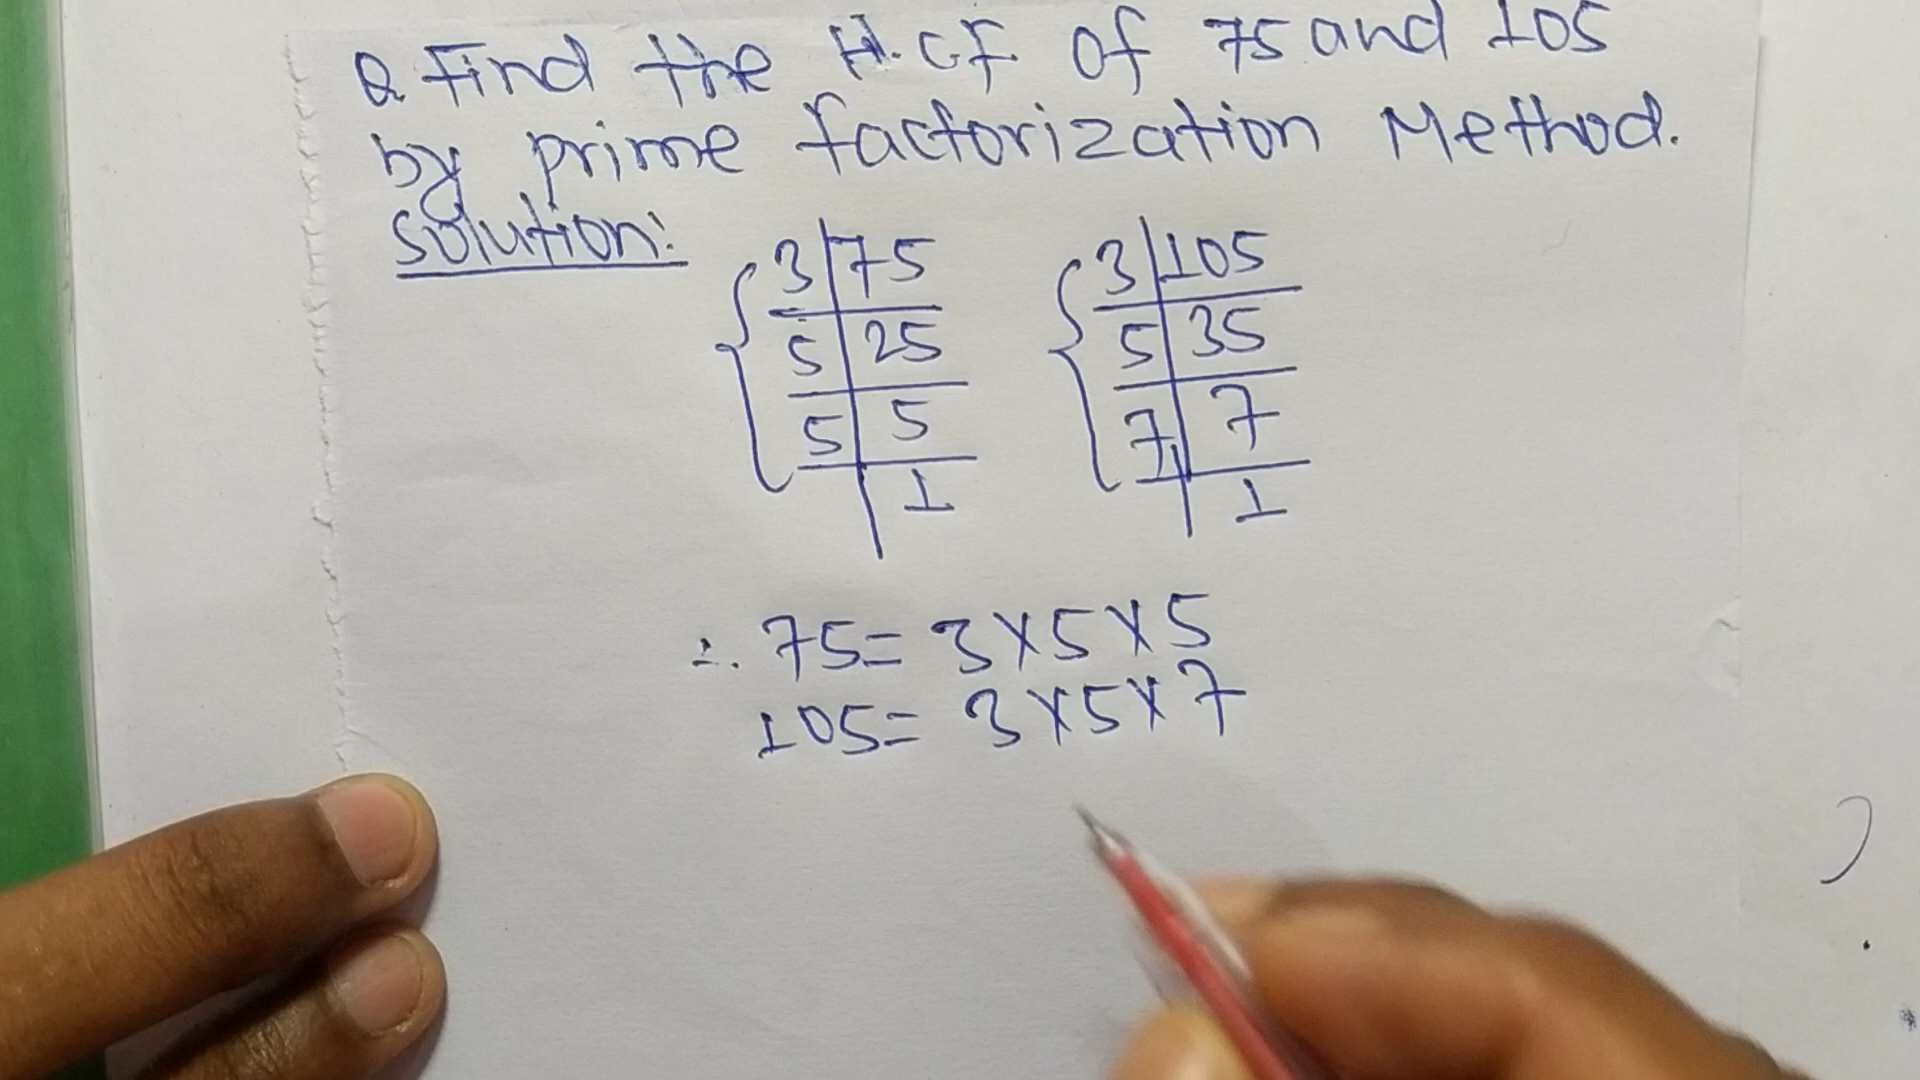 Q. Find the H.C.F. of 75 and 105
by prime factorization Method.
Solution:
3 | 75    3 | 105
5 | 25    5 | 35
5 | 5    7 | 7
| 1    | 1
∴ 75 = 3×5×5
105 = 3×5×7